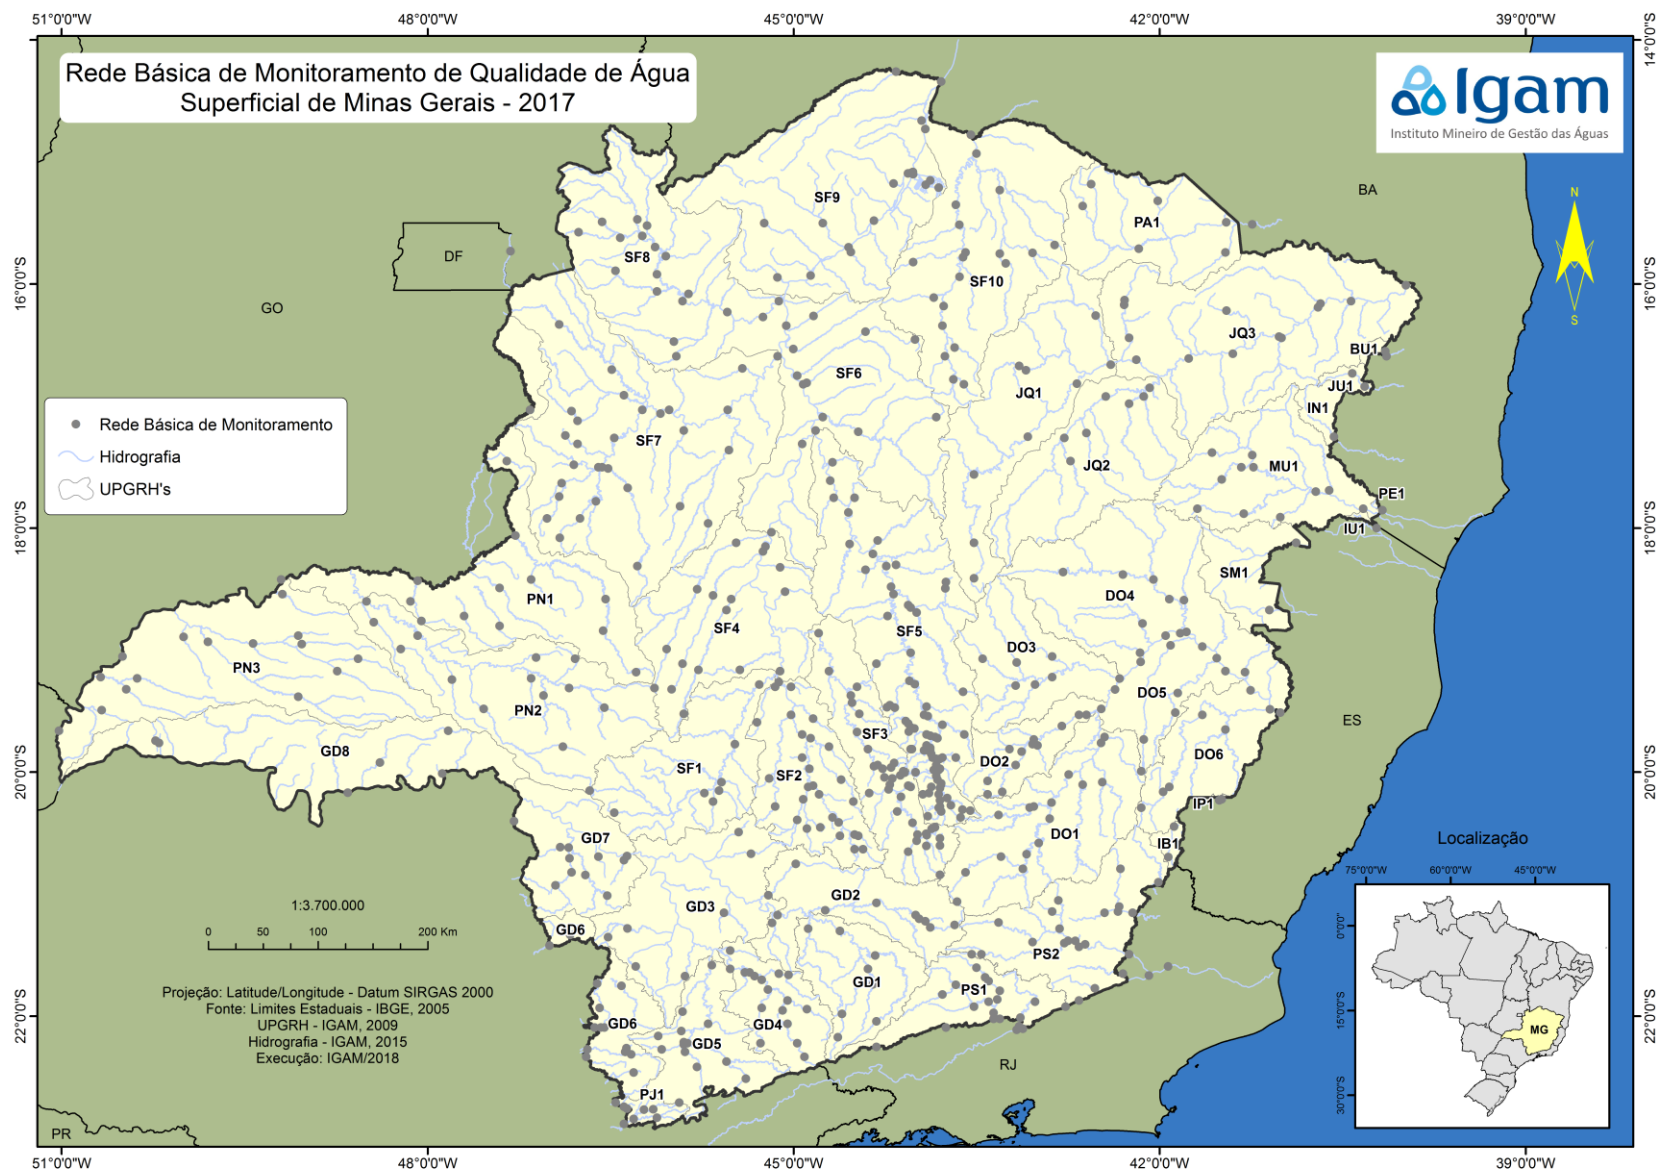 51°0'0"W
48°0'0"W
45°0'0"W
42°0'0"W
39°0'0"W
14°0'0"S
Rede Básica de Monitoramento de Qualidade de Água
Superficial de Minas Gerais - 2017
Igam
Instituto Mineiro de Gestão das Águas
N
S
BA
DF
GO
SF9
PA1
SF8
SF10
16°0'0"S
16°0'0"S
JQ3
BU1
SF6
JU1
JQ1
IN1
Rede Básica de Monitoramento
Hidrografia
UPGRH's
SF7
JQ2
MU1
PE1
IU1
18°0'0"S
18°0'0"S
SM1
PN1
DO4
SF4
SF5
DO3
PN3
DO5
PN2
ES
SF3
GD8
DO2
DO6
SF1
SF2
20°0'0"S
20°0'0"S
IP1
DO1
GD7
IB1
Localização
75°0'0"W
60°0'0"W
45°0'0"W
0°0'0"
15°0'0"S
30°0'0"S
MG
GD2
GD3
GD6
PS2
GD1
PS1
GD6
GD4
GD5
22°0'0"S
22°0'0"S
RJ
PJ1
PR
1:3.700.000
0 50 100 200 Km
Projeção: Latitude/Longitude - Datum SIRGAS 2000
Fonte: Limites Estaduais - IBGE, 2005
UPGRH - IGAM, 2009
Hidrografia - IGAM, 2015
Execução: IGAM/2018
51°0'0"W
48°0'0"W
45°0'0"W
42°0'0"W
39°0'0"W